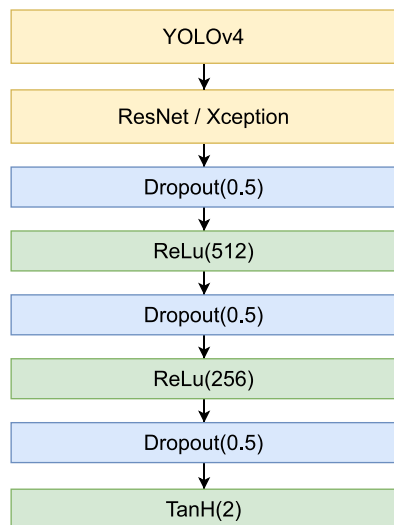 YOLOv4
ResNet / Xception
Dropout(0.5)
ReLu(512)
Dropout(0.5)
ReLu(256)
Dropout(0.5)
TanH(2)